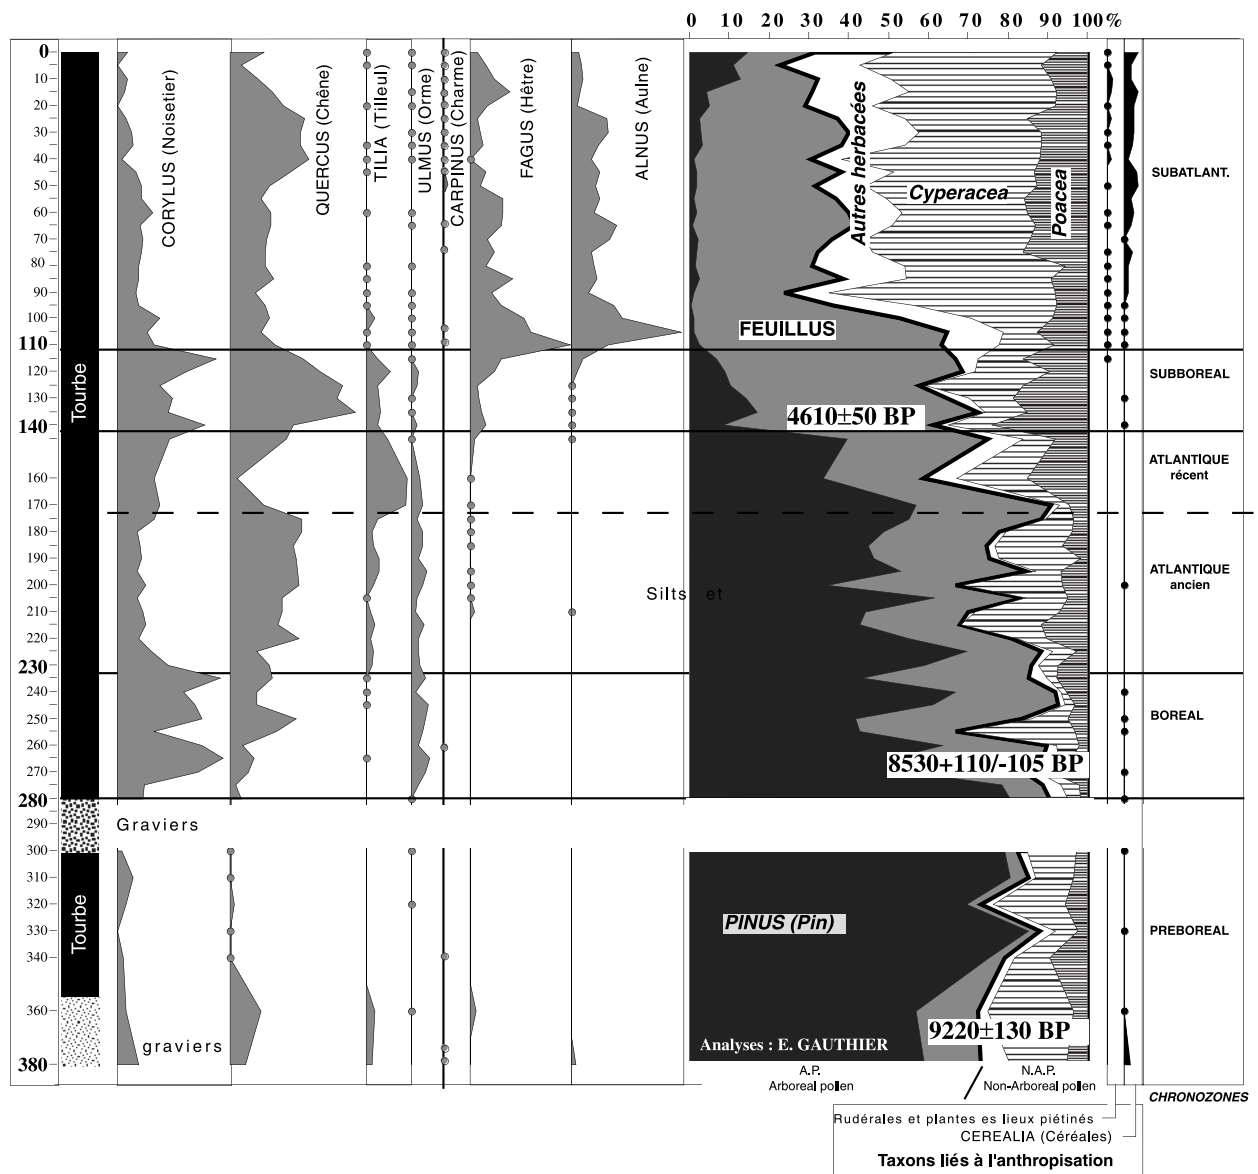 0 10 20 30 40 50 60 70 80 90 100%
0
10
20
30
40
50
60
70
80
90
100
110
120
130
140
160
170
180
190
200
210
220
230
240
250
260
270
280
290
300
310
320
330
340
360
380
Tourbe
Tourbe
CORYLUS (Noisetier)
QUERCUS (Chêne)
TILIA (Tilleul)
ULMUS (Orme)
CARPINUS (Charme)
FAGUS (Hêtre)
ALNUS (Aulne)
Autres herbacées
Cyperacea
Poacea
FEUILLUS
4610±50 BP
Silts et
8530+110/-105 BP
Graviers
PINUS (Pin)
graviers
9220±130 BP
Analyses : E. GAUTHIER
SUBATLANT.
SUBBOREAL
ATLANTIQUE
récent
ATLANTIQUE
ancien
BOREAL
PREBOREAL
A.P.
Arboreal pollen
N.A.P.
Non-Arboreal pollen
CHRONOZONES
Rudérales et plantes es lieux piétinés
CEREALIA (Céréales)
Taxons liés à l'anthropisation